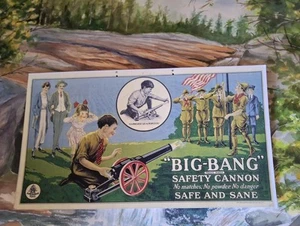 "BIG-BANG"
SAFETY CANNON
No matches. No powder. No danger
SAFE AND SANE